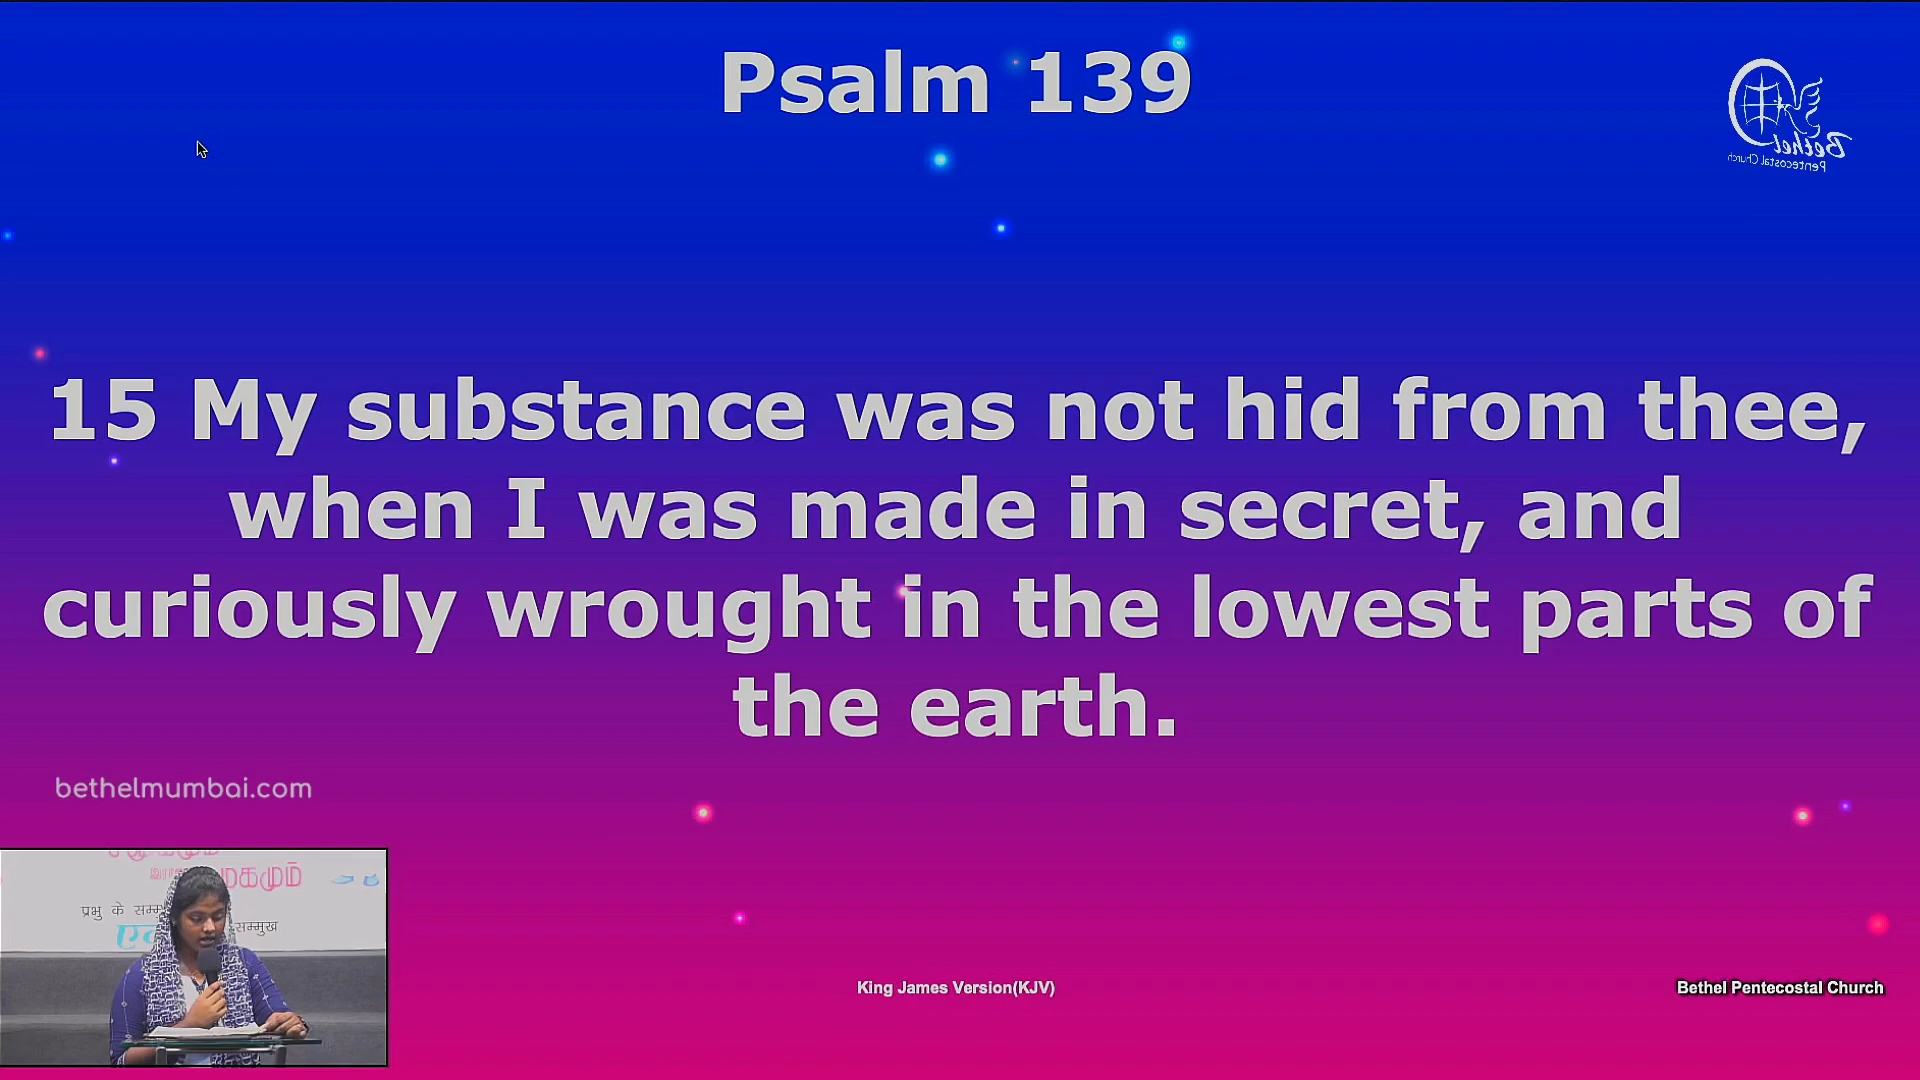 Psalm 139
Bethel
Pentecostal Church
15 My substance was not hid from thee,
when I was made in secret, and
curiously wrought in the lowest parts of
the earth.
bethelmumbai.com
முகமும்
प्रभु के
सम्मुख
King James Version(KJV)
Bethel Pentecostal Church